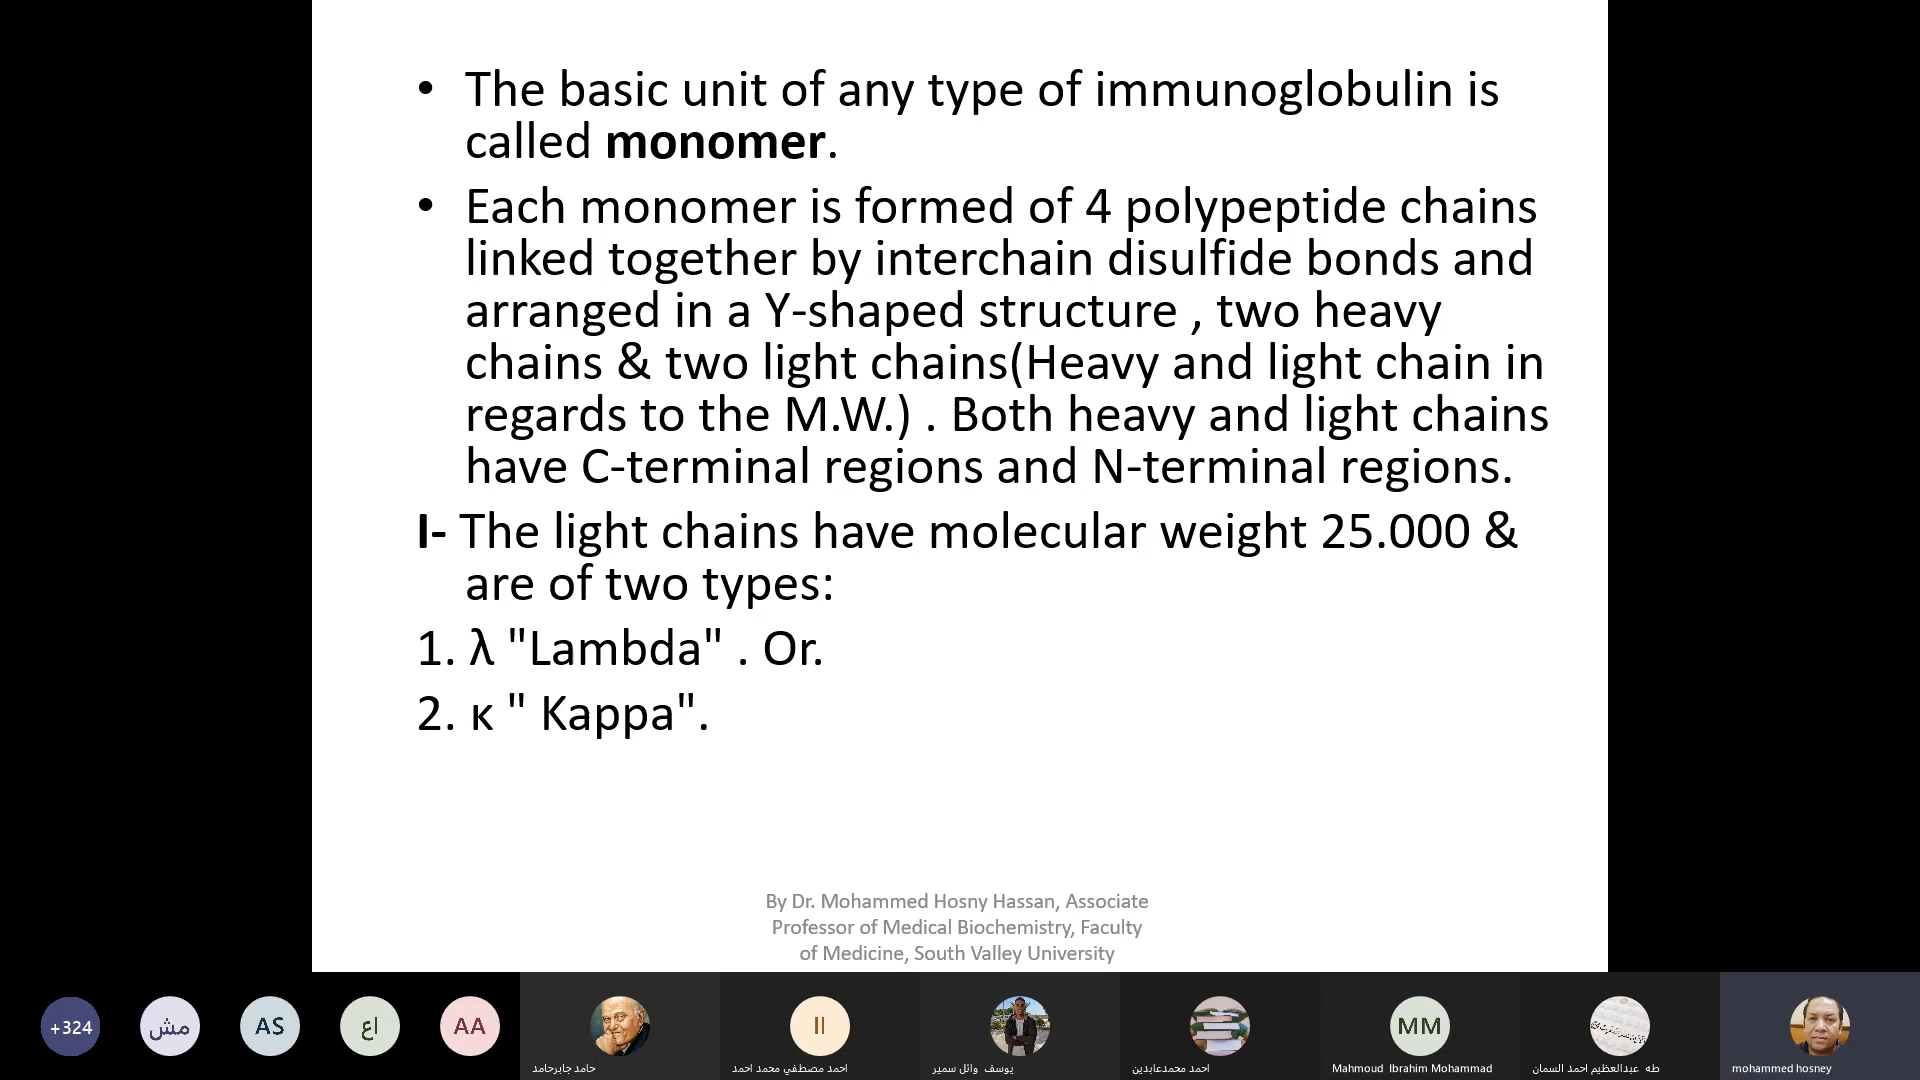 • The basic unit of any type of immunoglobulin is
called monomer.
• Each monomer is formed of 4 polypeptide chains
linked together by interchain disulfide bonds and
arranged in a Y-shaped structure , two heavy
chains & two light chains(Heavy and light chain in
regards to the M.W.) . Both heavy and light chains
have C-terminal regions and N-terminal regions.
I- The light chains have molecular weight 25.000 &
are of two types:
1. λ "Lambda" . Or.
2. κ " Kappa".
By Dr. Mohammed Hosny Hassan, Associate
Professor of Medical Biochemistry, Faculty
of Medicine, South Valley University
+324
مش
AS
اع
AA
II
MM
حامد جابرحامد
احمد مصطفي محمد احمد
يوسف وائل سمير
احمد محمدعابدين
Mahmoud Ibrahim Mohammad
طه عبدالعظيم احمد السمان
mohammed hosney